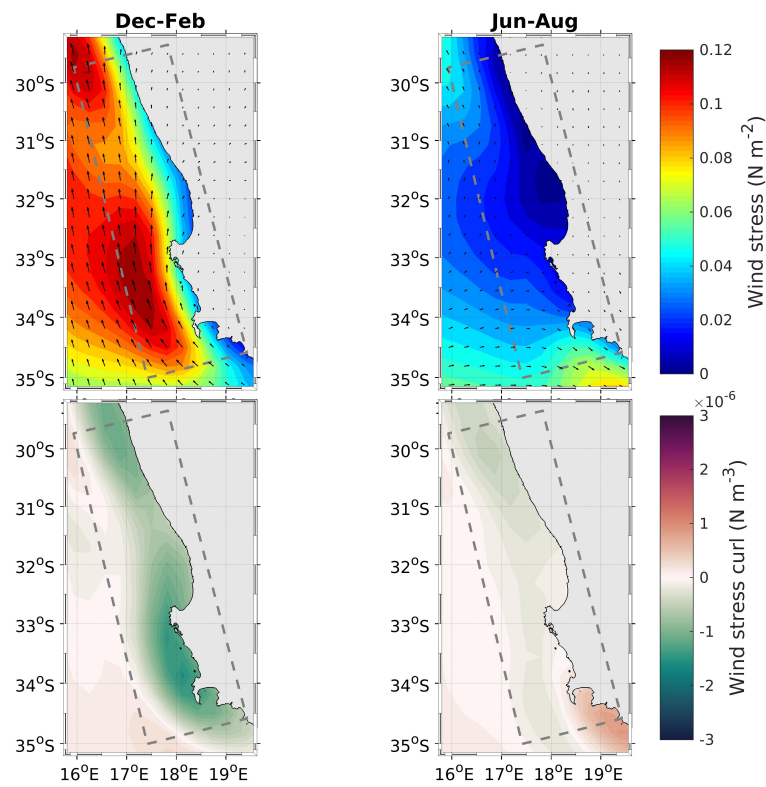 Dec-Feb
Jun-Aug
30°S
31°S
32°S
33°S
34°S
35°S
30°S
31°S
32°S
33°S
34°S
35°S
0.12
0.1
0.08
0.06
0.04
0.02
0
Wind stress (N m⁻²)
30°S
31°S
32°S
33°S
34°S
35°S
16°E 17°E 18°E 19°E
30°S
31°S
32°S
33°S
34°S
35°S
16°E 17°E 18°E 19°E
×10⁻⁶
3
2
1
0
-1
-2
-3
Wind stress curl (N m⁻³)